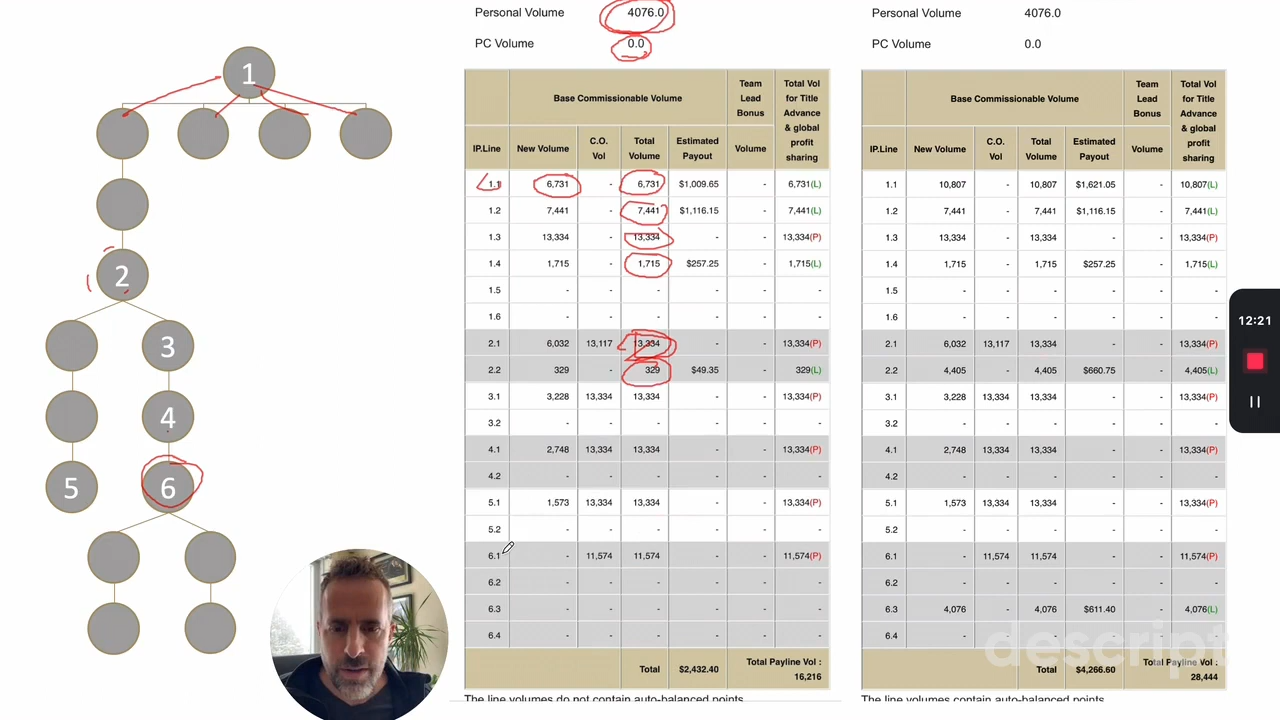 1
2
3
4
5 6
Personal Volume 4076.0
PC Volume 0.0
Base Commissionable Volume Team Lead Bonus Total Vol for Title Advance & global profit sharing
IP.Line New Volume C.O. Vol Total Volume Estimated Payout Volume
1.1 6,731 - 6,731 $1,009.65 - 6,731(L)
1.2 7,441 - 7,441 $1,116.15 - 7,441(L)
1.3 13,334 - 13,334 - - 13,334(P)
1.4 1,715 - 1,715 $257.25 - 1,715(L)
1.5 - - - - - -
1.6 - - - - - -
2.1 6,032 13,117 13,334 - - 13,334(P)
2.2 329 - 329 $49.35 - 329(L)
3.1 3,228 13,334 13,334 - - 13,334(P)
3.2 - - - - - -
4.1 2,748 13,334 13,334 - - 13,334(P)
4.2 - - - - - -
5.1 1,573 13,334 13,334 - - 13,334(P)
5.2 - - - - - -
6.1 - 11,574 11,574 - - 11,574(P)
6.2 - - - - - -
6.3 - - - - - -
6.4 - - - - - -
Total $2,432.40 Total Payline Vol : 16,216
The line volumes do not contain auto-balanced points
Personal Volume 4076.0
PC Volume 0.0
Base Commissionable Volume Team Lead Bonus Total Vol for Title Advance & global profit sharing
IP.Line New Volume C.O. Vol Total Volume Estimated Payout Volume
1.1 10,807 - 10,807 $1,621.05 - 10,807(L)
1.2 7,441 - 7,441 $1,116.15 - 7,441(L)
1.3 13,334 - 13,334 - - 13,334(P)
1.4 1,715 - 1,715 $257.25 - 1,715(L)
1.5 - - - - - -
1.6 - - - - - -
2.1 6,032 13,117 13,334 - - 13,334(P)
2.2 4,405 - 4,405 $660.75 - 4,405(L)
3.1 3,228 13,334 13,334 - - 13,334(P)
3.2 - - - - - -
4.1 2,748 13,334 13,334 - - 13,334(P)
4.2 - - - - - -
5.1 1,573 13,334 13,334 - - 13,334(P)
5.2 - - - - - -
6.1 - 11,574 11,574 - - 11,574(P)
6.2 - - - - - -
6.3 4,076 - 4,076 $611.40 - 4,076(L)
6.4 - - - - - -
Total $4,266.60 Total Payline Vol : 28,444
The line volumes contain auto-balanced points
12:21
descript